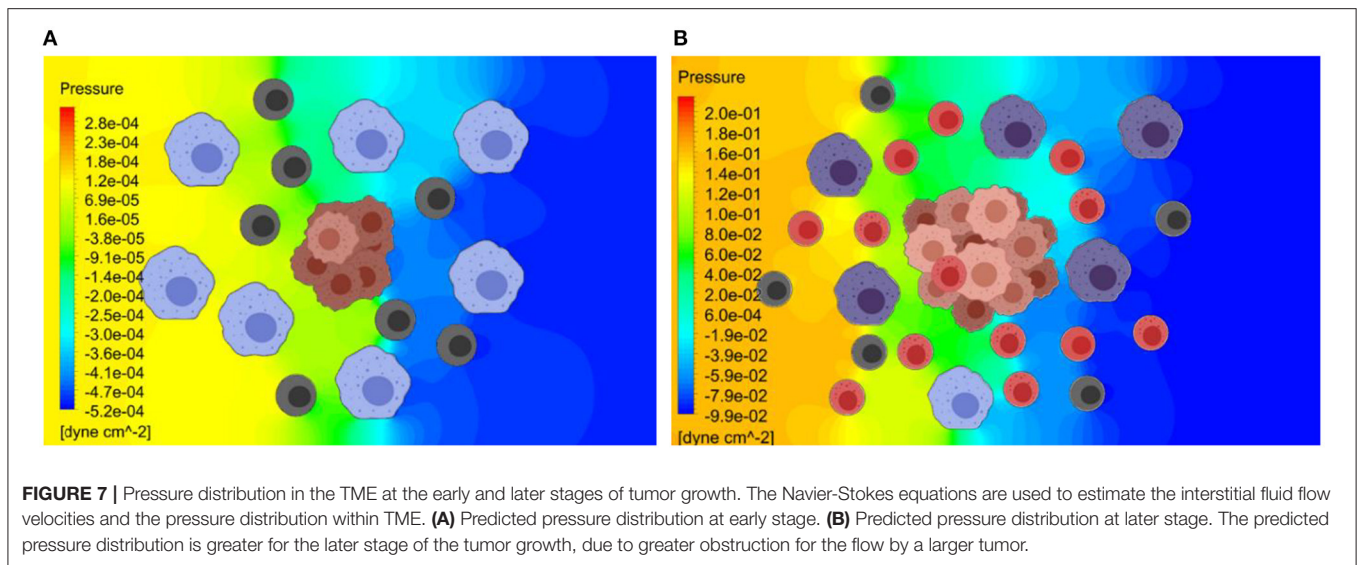 A
Pressure
2.8e-04
2.3e-04
1.8e-04
1.2e-04
6.9e-05
1.6e-05
-3.8e-05
-9.1e-05
-1.4e-04
-2.0e-04
-2.5e-04
-3.0e-04
-3.6e-04
-4.1e-04
-4.7e-04
-5.2e-04
[dyne cm^-2]
B
Pressure
2.0e-01
1.8e-01
1.6e-01
1.4e-01
1.2e-01
1.0e-01
8.0e-02
6.0e-02
4.0e-02
2.0e-02
6.0e-04
-1.9e-02
-3.9e-02
-5.9e-02
-7.9e-02
-9.9e-02
[dyne cm^-2]
FIGURE 7 | Pressure distribution in the TME at the early and later stages of tumor growth. The Navier-Stokes equations are used to estimate the interstitial fluid flow
velocities and the pressure distribution within TME. (A) Predicted pressure distribution at early stage. (B) Predicted pressure distribution at later stage. The predicted
pressure distribution is greater for the later stage of the tumor growth, due to greater obstruction for the flow by a larger tumor.